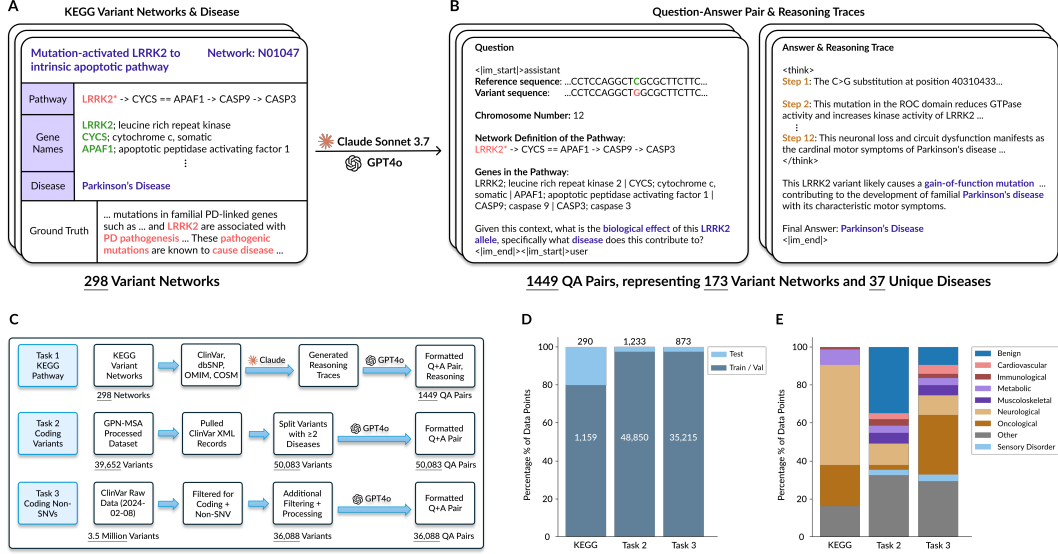 A
KEGG Variant Networks & Disease
Mutation-activated LRRK2 to
intrinsic apoptotic pathway
Network: N01047
Pathway
LRRK2* -> CYCS == APAF1 -> CASP9 -> CASP3
Gene
Names
LRRK2; leucine rich repeat kinase
CYCS; cytochrome c, somatic
APAF1; apoptotic peptidase activating factor 1
⋮
Disease
Parkinson's Disease
Ground Truth
... mutations in familial PD-linked genes
such as ... and LRRK2 are associated with
PD pathogenesis ... These pathogenic
mutations are known to cause disease ...
298 Variant Networks
Claude Sonnet 3.7
GPT4o
B
Question-Answer Pair & Reasoning Traces
Question
<|im_start|>assistant
Reference sequence: ...CCTCCAGGCTCGCGCTTCTTC...
Variant sequence: ...CCTCCAGGCTGGCGCTTCTTC...
Chromosome Number: 12
Network Definition of the Pathway:
LRRK2* -> CYCS == APAF1 -> CASP9 -> CASP3
Genes in the Pathway:
LRRK2; leucine rich repeat kinase 2 | CYCS; cytochrome c,
somatic | APAF1; apoptotic peptidase activating factor 1 |
CASP9; caspase 9 | CASP3; caspase 3
Given this context, what is the biological effect of this LRRK2
allele, specifically what disease does this contribute to?
<|im_end|><|im_start|>user
Answer & Reasoning Trace
<think>
Step 1: The C>G substitution at position 40310433...
Step 2: This mutation in the ROC domain reduces GTPase
activity and increases kinase activity of LRRK2 ...
⋮
Step 12: This neuronal loss and circuit dysfunction manifests as
the cardinal motor symptoms of Parkinson's disease ...
</think>
This LRRK2 variant likely causes a gain-of-function mutation ...
contributing to the development of familial Parkinson's disease
with its characteristic motor symptoms.
Final Answer: Parkinson's Disease
<|im_end|>
1449 QA Pairs, representing 173 Variant Networks and 37 Unique Diseases
C
Task 1
KEGG
Pathway
KEGG
Variant
Networks
298 Networks
ClinVar,
dbSNP,
OMIM, COSM
Claude
Generated
Reasoning
Traces
GPT4o
Formatted
Q+A Pair,
Reasoning
1449 QA Pairs
Task 2
Coding
Variants
GPN-MSA
Processed
Dataset
39,652 Variants
Pulled
ClinVar XML
Records
Split Variants
with ≥2
Diseases
50,083 Variants
GPT4o
Formatted
Q+A Pair
50,083 QA Pairs
Task 3
Coding Non-
SNVs
ClinVar Raw
Data (2024-
02-08)
3.5 Million Variants
Filtered for
Coding +
Non-SNV
Additional
Filtering +
Processing
36,088 Variants
GPT4o
Formatted
Q+A Pair
36,088 QA Pairs
D
Percentage % of Data Points
100
80
60
40
20
0
290
1,233
873
1,159
48,850
35,215
KEGG
Task 2
Task 3
Test
Train / Val
E
Percentage % of Data Points
100
80
60
40
20
0
KEGG
Task 2
Task 3
Benign
Cardiovascular
Immunological
Metabolic
Musculoskeletal
Neurological
Oncological
Other
Sensory Disorder